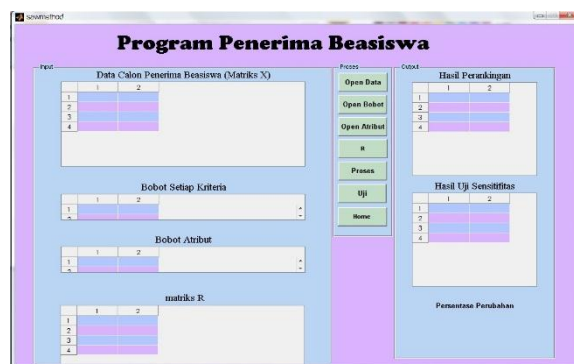 sawmethod
Program Penerima Beasiswa
Input
Data Calon Penerima Beasiswa (Matriks X)
1 2
1
2
3
4
Bobot Setiap Kriteria
1 2
1
Bobot Atribut
1 2
1
matriks R
1 2
1
2
3
4
Proses
Open Data
Open Bobot
Open Atribut
R
Proses
Uji
Home
Output
Hasil Perankingan
1 2
1
2
3
4
Hasil Uji Sensitifitas
1 2
1
2
3
4
Persentase Perubahan